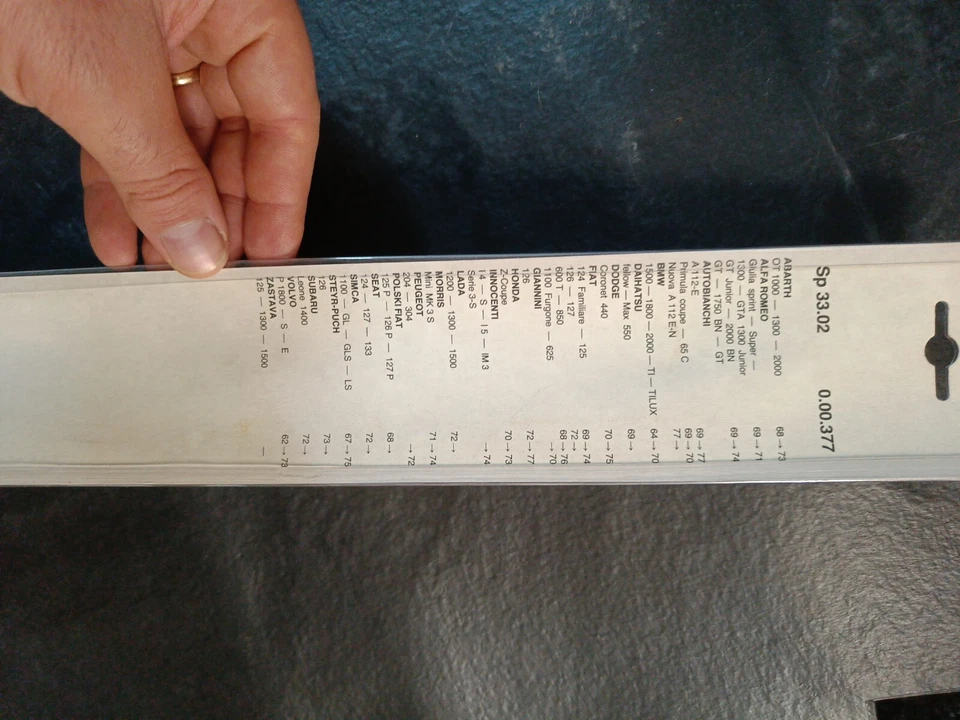 Sp 33.02 0.00.377
ABARTH
OT 1000 — 1300 — 2000 68 → 73
ALFA ROMEO
Giulia sprint — Super — 69 → 71
1300 — GTA 1300 Junior
GT Junior — 2000 BN 69 → 74
GT — 1750 BN — GT
AUTOBIANCHI
A 112-E 69 → 77
Primula coupe — 65 C 69 → 70
Nuova A 112 E-N 77 →
BMW
1500 — 1800 — 2000 — TI — TILUX 64 → 70
DAIHATSU
fellow — Max 550 69 →
DODGE
Coronet 440 70 → 75
FIAT
124 Familiare — 125 69 → 74
126 — 127 72 →
600T — 850 68 → 76
1100 Furgone — 625 — → 70
GIANNINI
126 72 → 77
HONDA
Z-Coupe 70 → 73
INNOCENTI
I 4 — S — I 5 — IM 3 — → 74
Serie 3-S
LADA
1200 — 1300 — 1500 72 →
MORRIS
Mini MK 3 S 71 → 74
PEUGEOT
204 — 304 — → 72
POLSKI FIAT
125 P — 126 P — 127 P 68 →
SEAT
124 — 127 — 133 72 →
SIMCA
1100 — GL — GLS — LS 67 → 75
STEYR-PUCH
126 73 →
SUBARU
Leone 1400 72 →
VOLVO
P 1800 — S — E 62 → 73
ZASTAVA
125 — 1300 — 1500 —